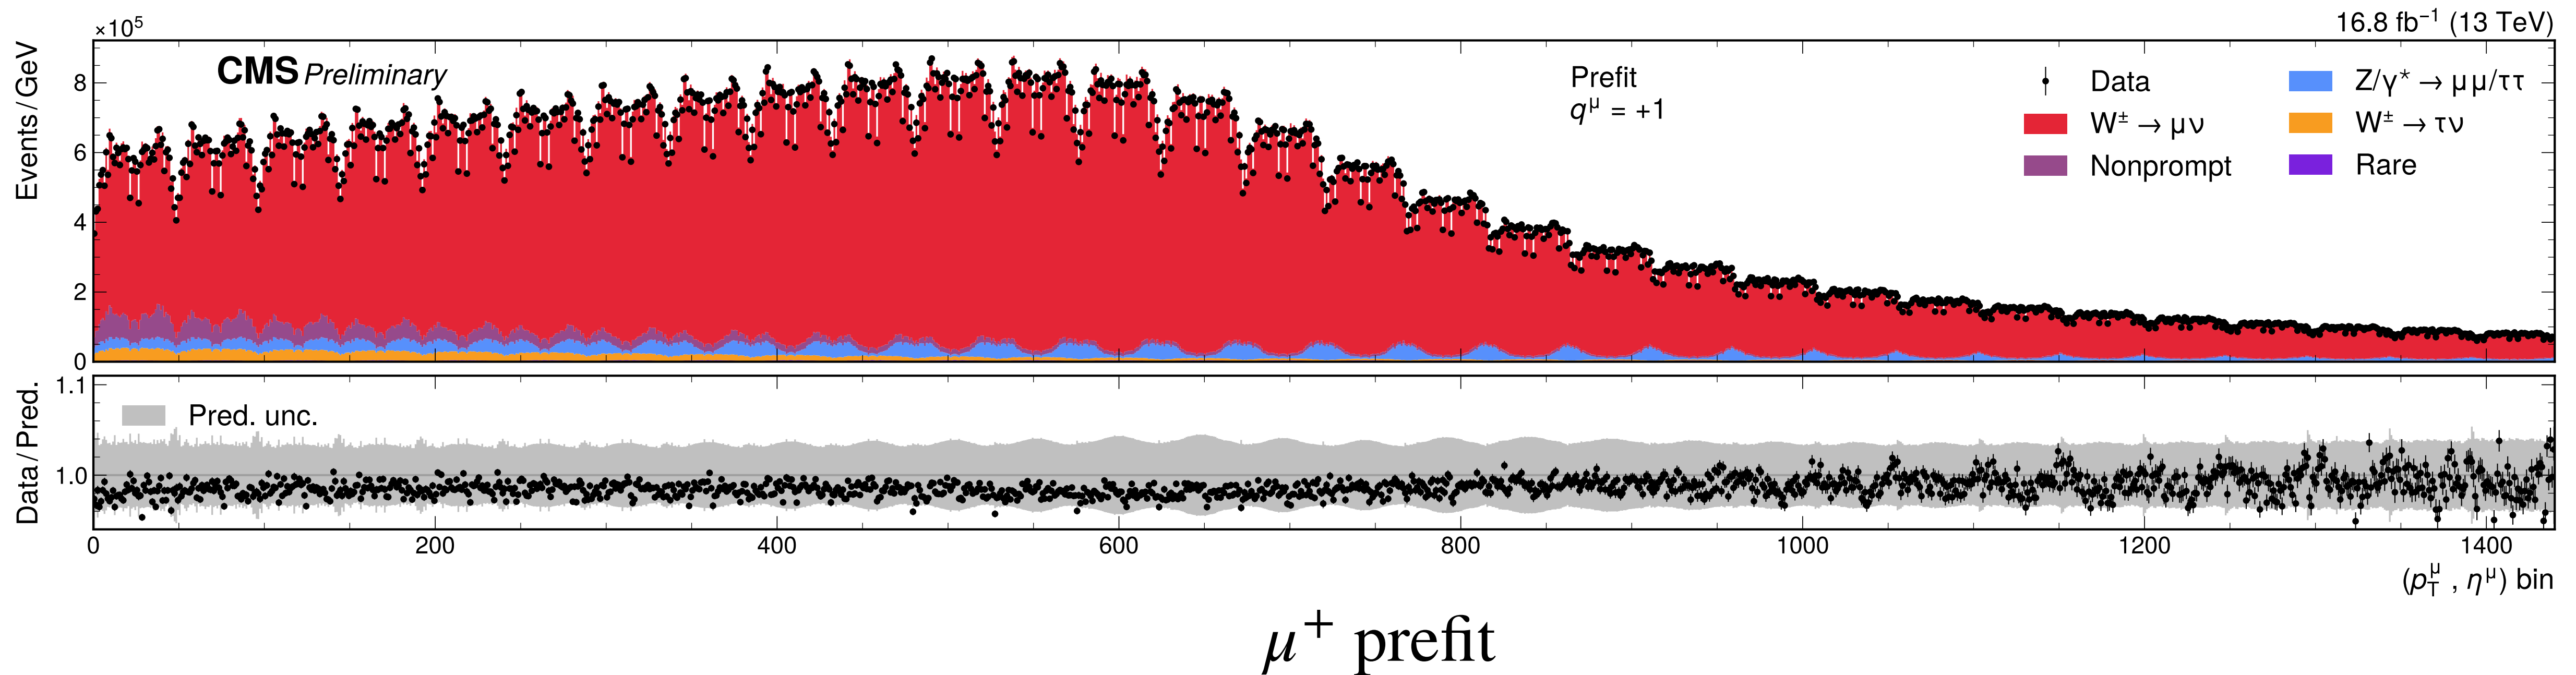 ×10⁵
16.8 fb⁻¹ (13 TeV)
CMS Preliminary
Prefit
qᵘ = +1
Data
W± → μν
Nonprompt
Z/γ* → μμ/ττ
W± → τν
Rare
Events / GeV
8
6
4
2
0
1.1
1.0
Data / Pred.
Pred. unc.
0 200 400 600 800 1000 1200 1400
(p_T^μ , η^μ) bin
μ⁺ prefit